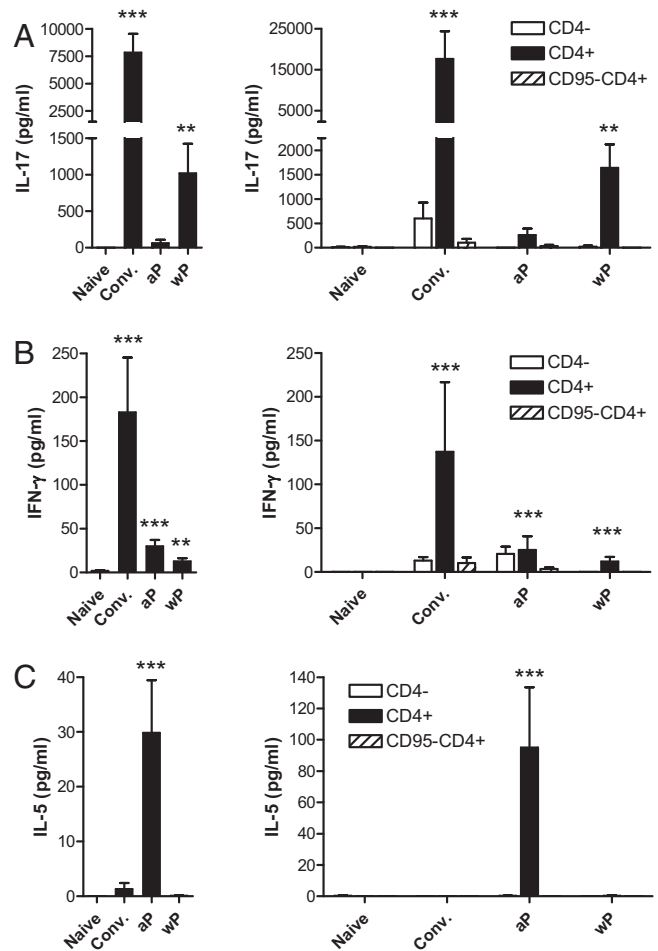 A
IL-17 (pg/ml)
10000
7500
5000
2500
1500
1000
500
0
***
**
Naive
Conv.
aP
wP
IL-17 (pg/ml)
25000
15000
5000
2000
1500
1000
500
0
***
**
CD4-
CD4+
CD95-CD4+
Naive
Conv.
aP
wP
B
IFN-γ (pg/ml)
250
200
150
100
50
0
***
***
**
Naive
Conv.
aP
wP
IFN-γ (pg/ml)
250
200
150
100
50
0
***
***
***
CD4-
CD4+
CD95-CD4+
Naive
Conv.
aP
wP
C
IL-5 (pg/ml)
40
30
20
10
0
***
Naive
Conv.
aP
wP
IL-5 (pg/ml)
140
120
100
80
60
40
20
0
CD4-
CD4+
CD95-CD4+
***
Naive
Conv.
aP
wP